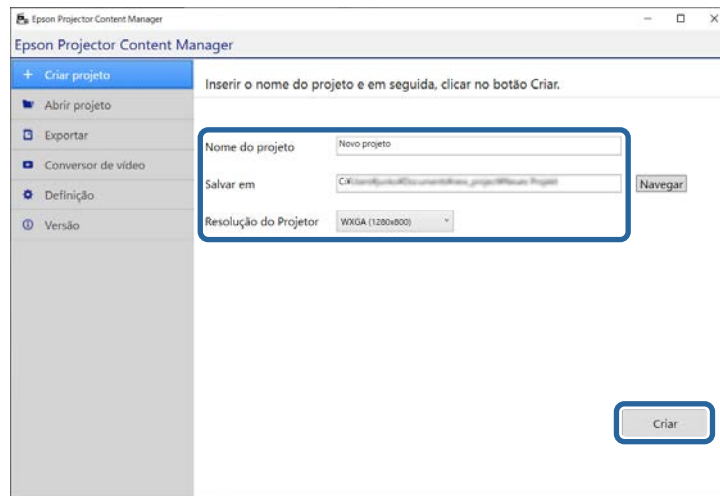 Epson Projector Content Manager
Epson Projector Content Manager
Criar projeto
Abrir projeto
Exportar
Conversor de vídeo
Definição
Versão
Inserir o nome do projeto e em seguida, clicar no botão Criar.
Nome do projeto Novo projeto
Salvar em Navegar
Resolução do Projetor WXGA (1280x800)
Criar